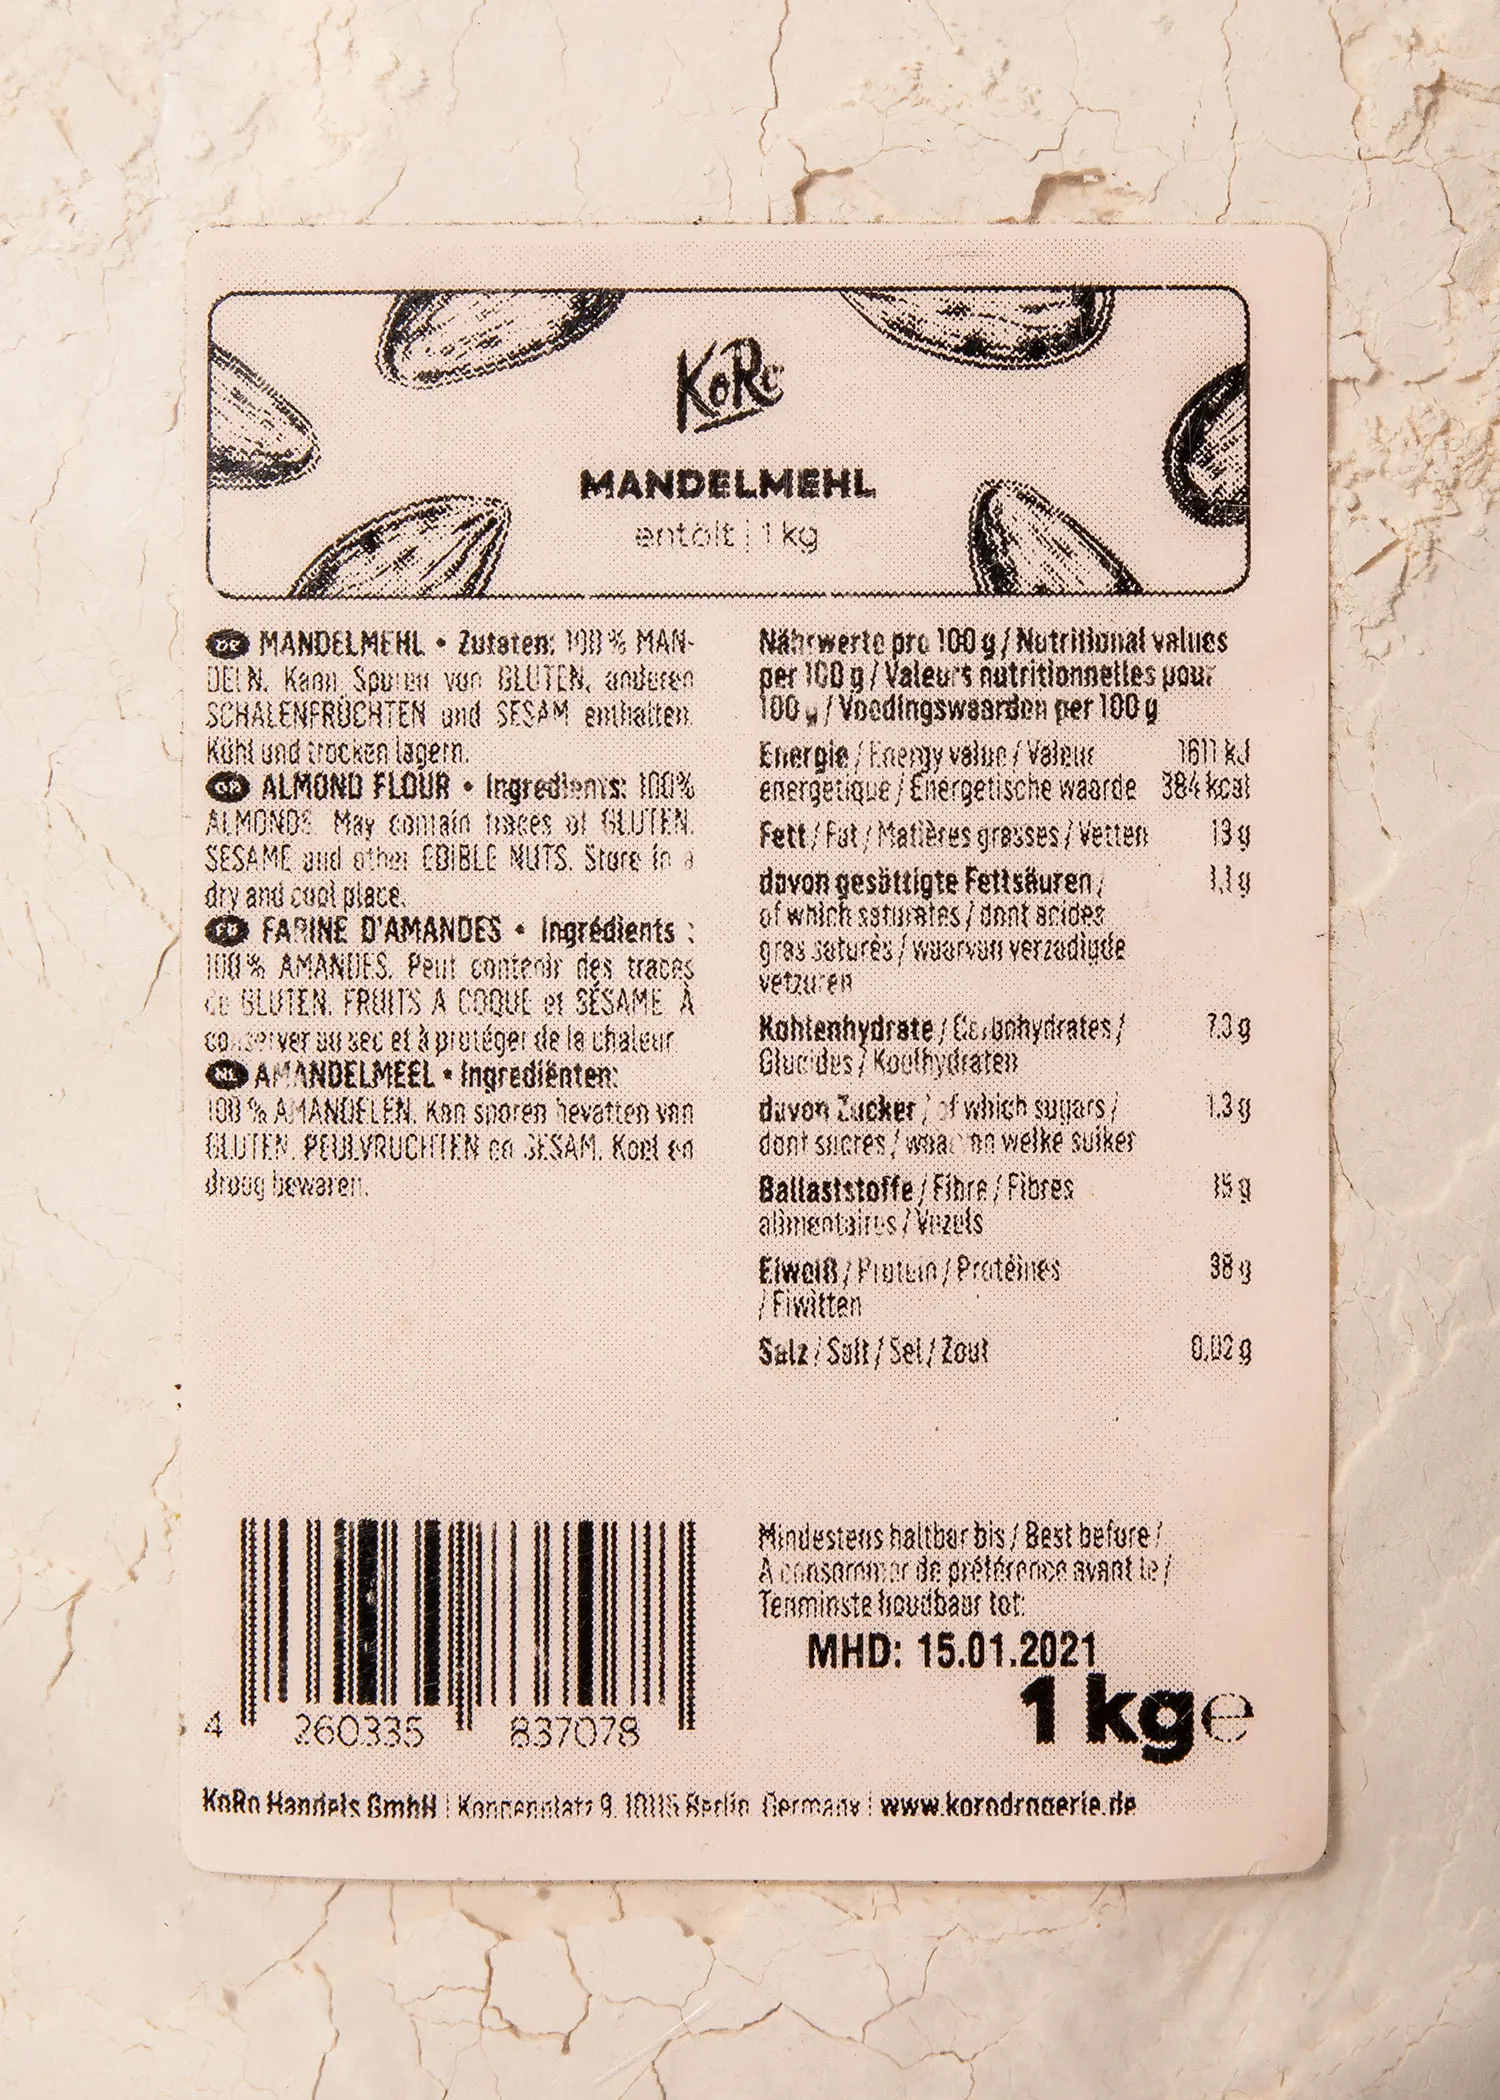 KoRo
MANDELMEHL
entölt | 1 kg
DE MANDELMEHL • Zutaten: 100 % MAN-
DELN. Kann Spuren von GLUTEN, anderen
SCHALENFRÜCHTEN und SESAM enthalten.
Kühl und trocken lagern.
ALMOND FLOUR • Ingredients: 100%
ALMONDS. May contain traces of GLUTEN,
SESAME and other EDIBLE NUTS. Store in a
dry and cool place.
FARINE D'AMANDES • Ingrédients :
100 % AMANDES. Peut contenir des traces
de GLUTEN, FRUITS A COQUE et SÉSAME. À
conserver au sec et à protéger de la chaleur.
NL AMANDELMEEL • Ingrediënten:
100 % AMANDELEN. Kan sporen bevatten van
GLUTEN, PEULVRUCHTEN en SESAM. Koel en
droog bewaren.
Nährwerte pro 100 g / Nutritional values
per 100 g / Valeurs nutritionnelles pour
100 g / Voedingswaarden per 100 g
Energie / Energy value / Valeur 1611 kJ
energetique / Energetische waarde 384 kcal
Fett / Fat / Matières grasses / Vetten 13 g
davon gesättigte Fettsäuren / 1,1 g
of which saturates / dont acides
gras saturés / waarvan verzadigde
vetzuren
Kohlenhydrate / Carbohydrates / 7.3 g
Glucides / Koolhydraten
davon Zucker / of which sugars / 1.3 g
dont sucres / waarvan welke suiker
Ballaststoffe / Fibre / Fibres 15 g
alimentaires / Vezels
Eiweiß / Protein / Protéines 38 g
/ Eiwitten
Salz / Salt / Sel / Zout 0,02 g
Mindestens haltbar bis / Best before /
A consommer de préférence avant le /
Tenminste houdbaar tot:
MHD: 15.01.2021
1 kg e
4 260335 837078
KoRo Handels GmbH | Koppenplatz 9, 10115 Berlin, Germany | www.korodrogerie.de